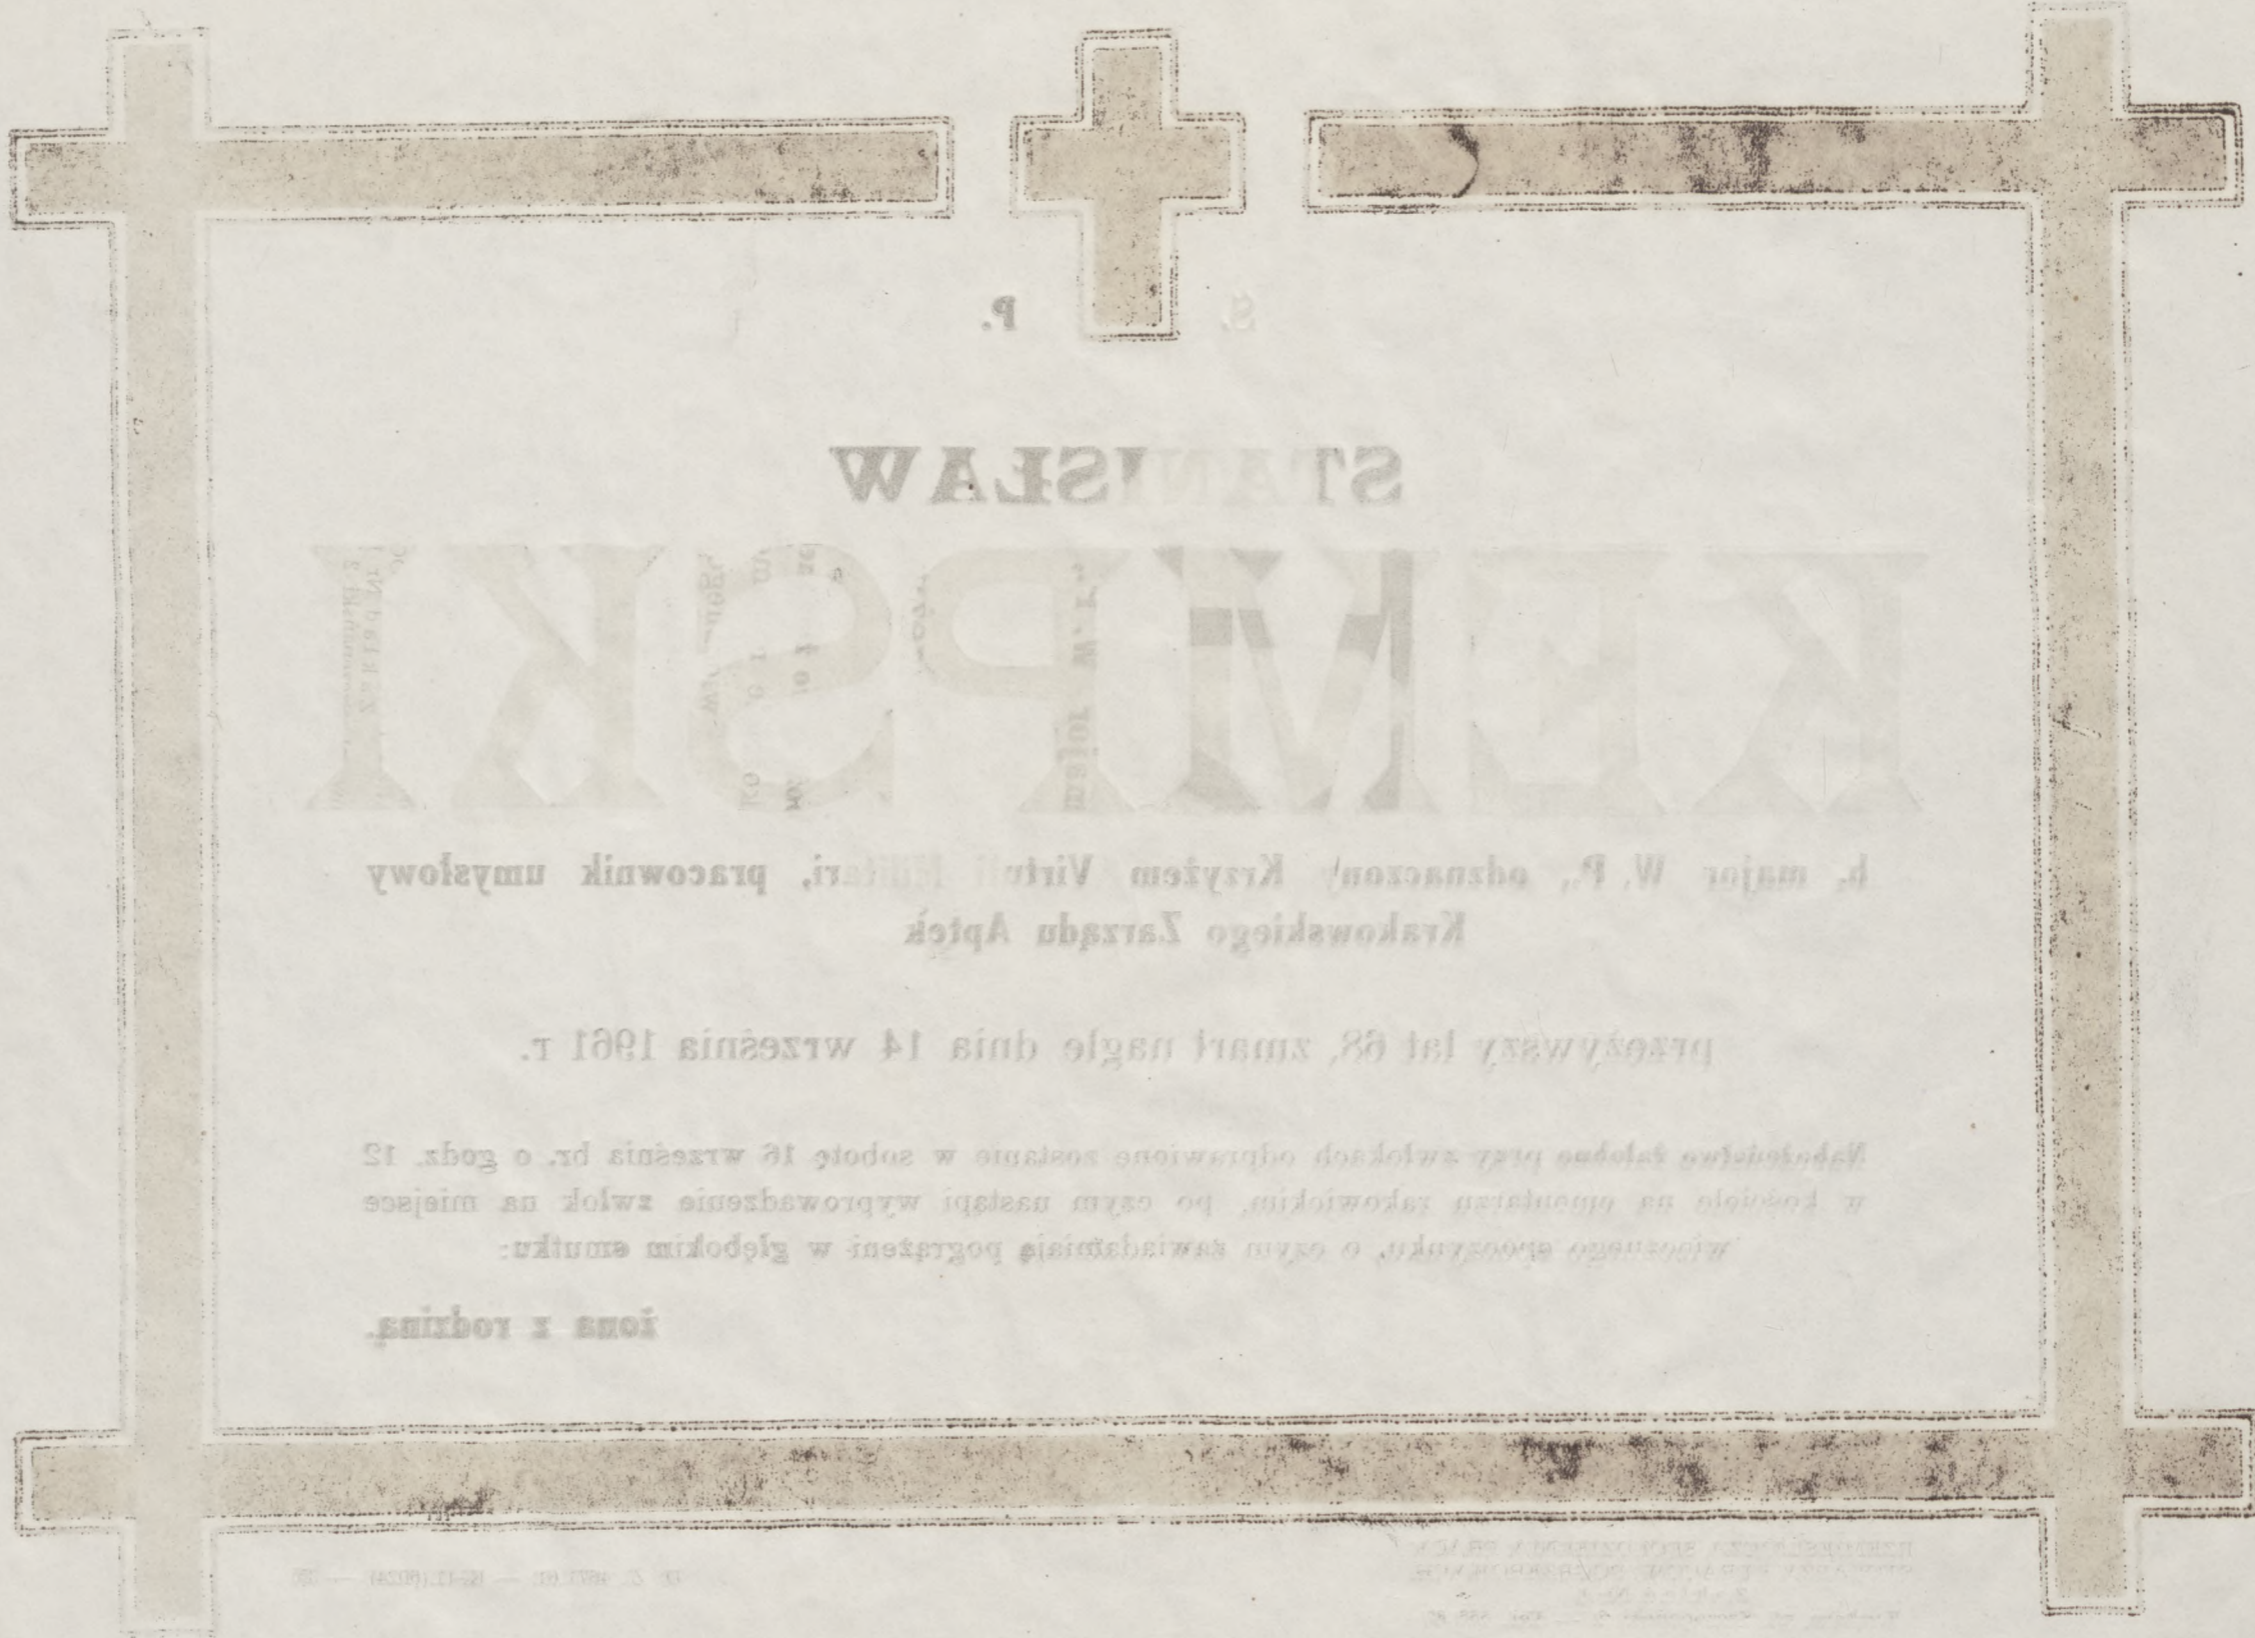 Ś. P.
STANISŁAW
KEMPSKI
b. major W. P., odznaczony Krzyżem Virtuti Militari, pracownik umysłowy
Krakowskiego Zarządu Aptek
przeżywszy lat 68, zmarł nagle dnia 14 września 1961 r.
Nabożeństwo żałobne przy zwłokach odprawione zostanie w sobotę 16 września br. o godz. 12
w kościele na cmentarzu rakowickim, po czym nastąpi wyprowadzenie zwłok na miejsce
wiecznego spoczynku, o czym zawiadamiają pogrążeni w głębokim smutku:
żona z rodziną.